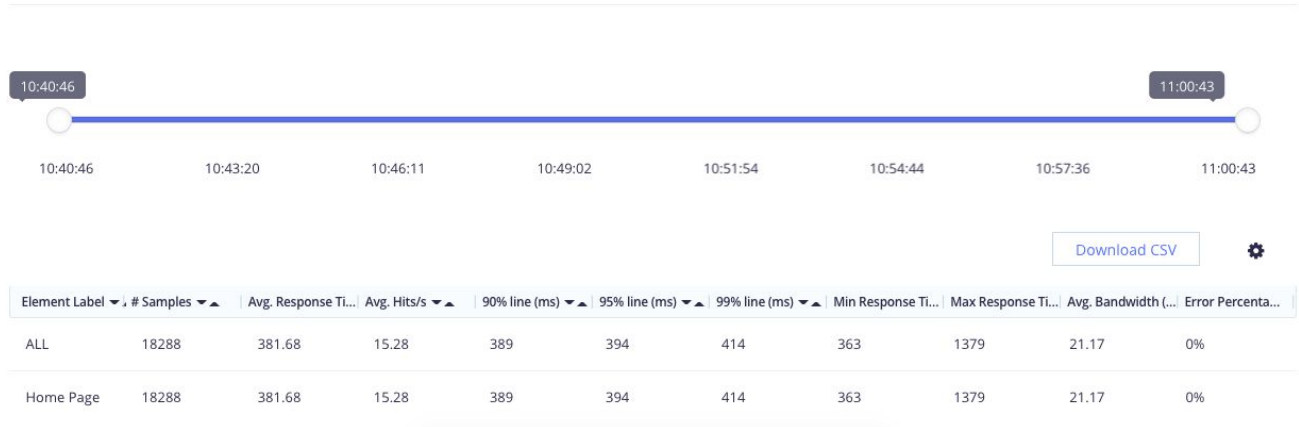 10:40:46 11:00:43
10:40:46 10:43:20 10:46:11 10:49:02 10:51:54 10:54:44 10:57:36 11:00:43
Download CSV
Element Label # Samples Avg. Response Ti... Avg. Hits/s 90% line (ms) 95% line (ms) 99% line (ms) Min Response Ti... Max Response Ti... Avg. Bandwidth (... Error Percenta...
ALL 18288 381.68 15.28 389 394 414 363 1379 21.17 0%
Home Page 18288 381.68 15.28 389 394 414 363 1379 21.17 0%